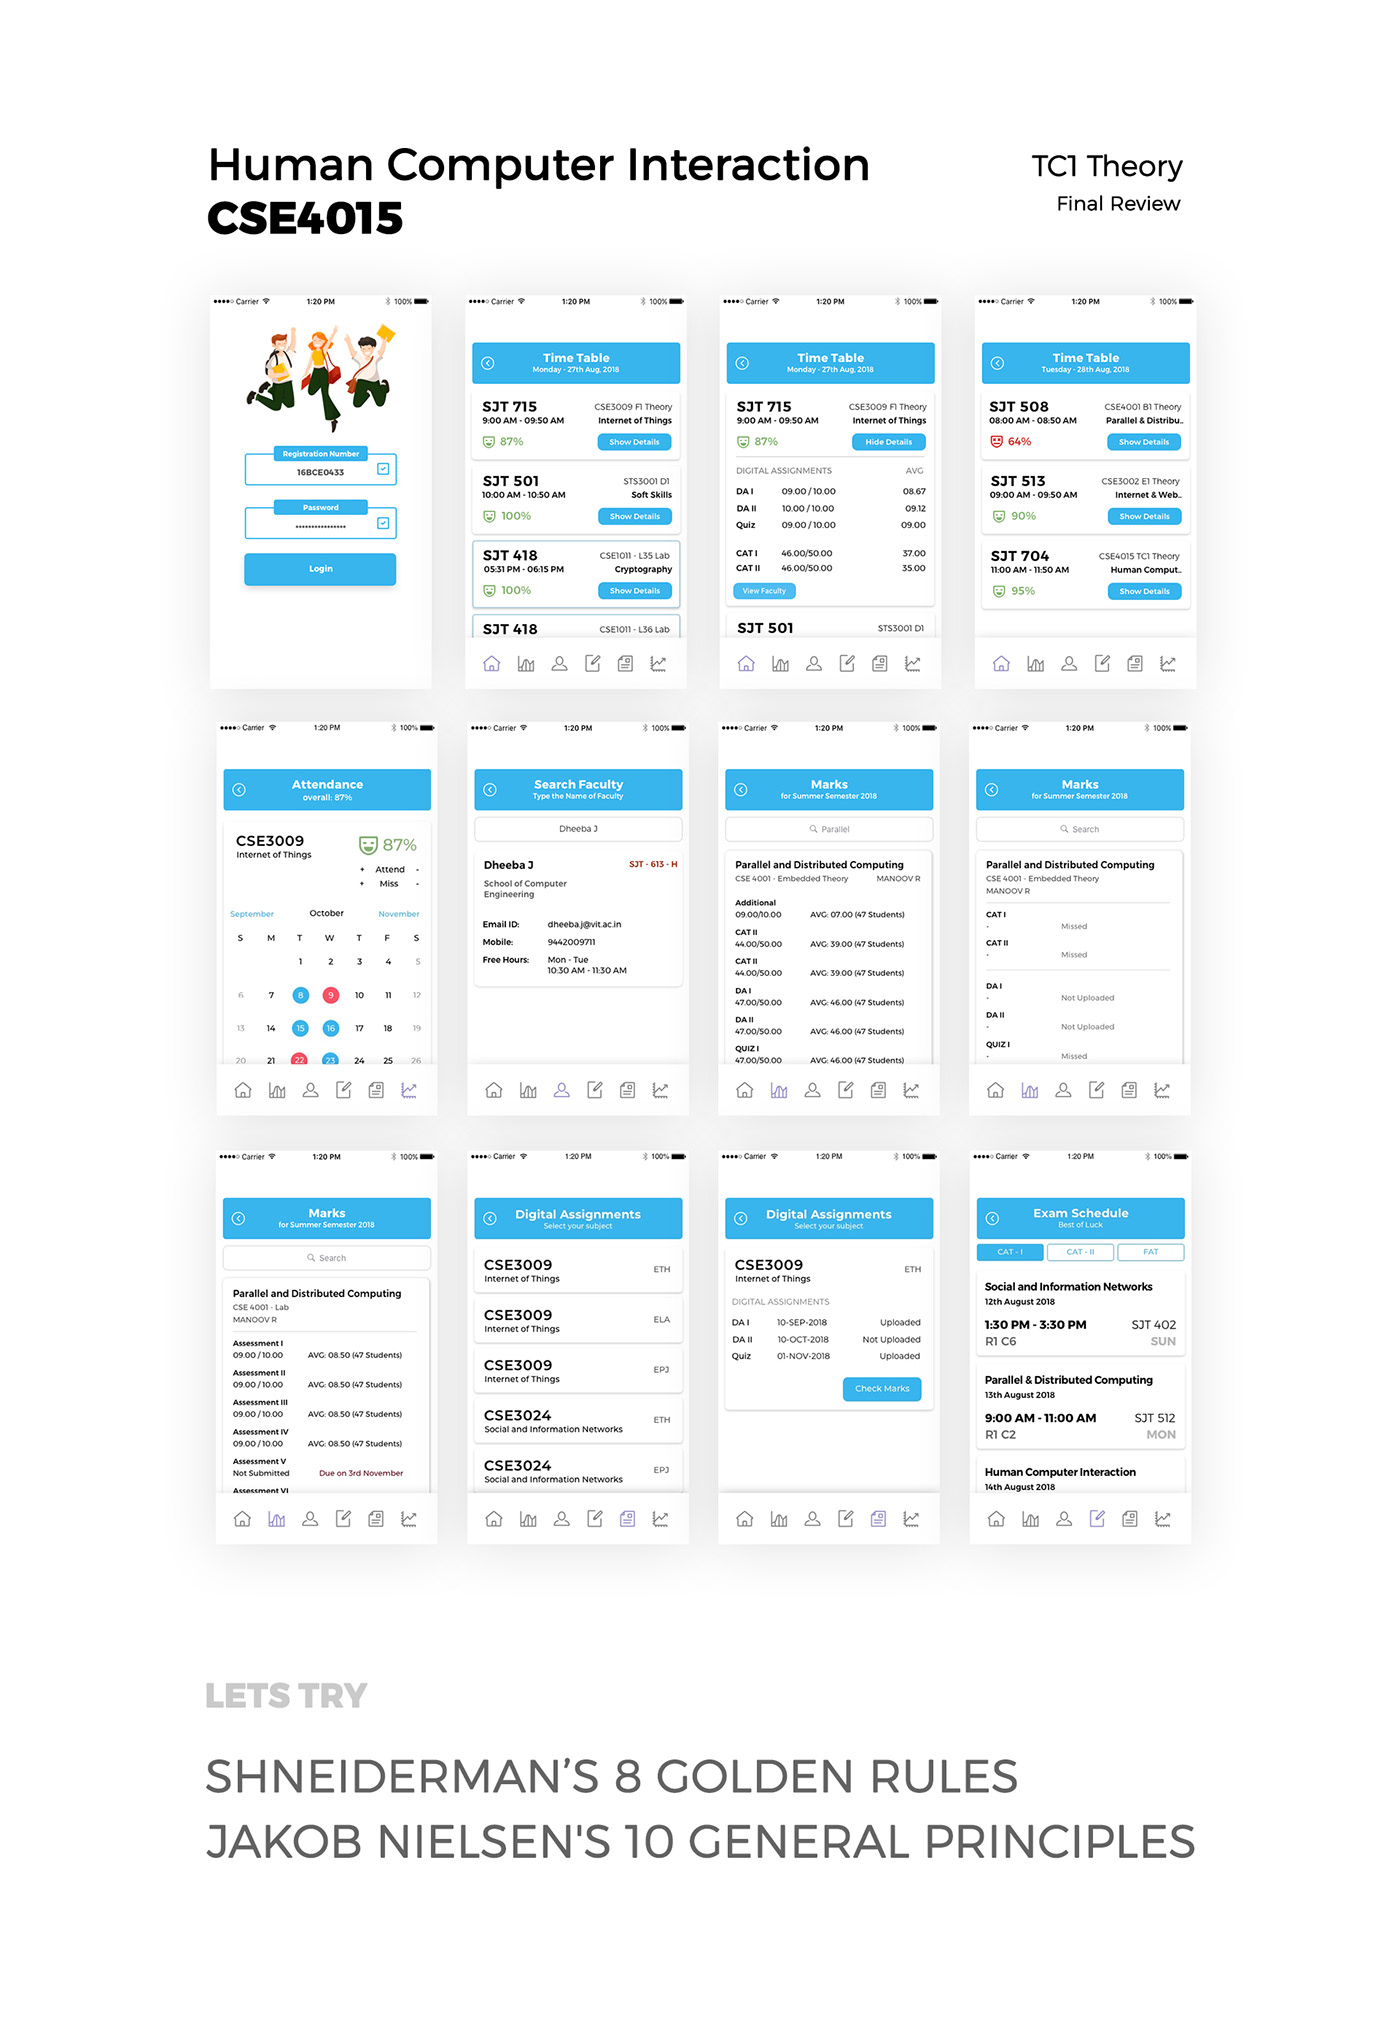 Human Computer Interaction
CSE4015
TC1 Theory
Final Review
Carrier 1:20 PM 100%
Registration Number
16BCE0433
Password
****************
Login
Carrier 1:20 PM 100%
Time Table
Monday - 27th Aug, 2018
SJT 715 CSE3009 F1 Theory
9:00 AM - 09:50 AM Internet of Things
87% Show Details
SJT 501 STS3001 D1
10:00 AM - 10:50 AM Soft Skills
100% Show Details
SJT 418 CSE1011 - L35 Lab
05:31 PM - 06:15 PM Cryptography
100% Show Details
SJT 418 CSE1011 - L36 Lab
Carrier 1:20 PM 100%
Time Table
Monday - 27th Aug, 2018
SJT 715 CSE3009 F1 Theory
9:00 AM - 09:50 AM Internet of Things
87% Hide Details
DIGITAL ASSIGNMENTS AVG
DA I 09.00 / 10.00 08.67
DA II 10.00 / 10.00 09.12
Quiz 09.00 / 10.00 09.00
CAT I 46.00/50.00 37.00
CAT II 46.00/50.00 35.00
View Faculty
SJT 501 STS3001 D1
Carrier 1:20 PM 100%
Time Table
Tuesday - 28th Aug, 2018
SJT 508 CSE4001 B1 Theory
08:00 AM - 08:50 AM Parallel & Distribu..
64% Show Details
SJT 513 CSE3002 E1 Theory
09:00 AM - 09:50 AM Internet & Web..
90% Show Details
SJT 704 CSE4015 TC1 Theory
11:00 AM - 11:50 AM Human Comput..
95% Show Details
Carrier 1:20 PM 100%
Attendance
overall: 87%
CSE3009 87%
Internet of Things
+ Attend -
+ Miss -
September October November
S M T W T F S
1 2 3 4 5
6 7 8 9 10 11 12
13 14 15 16 17 18 19
20 21 22 23 24 25 26
Carrier 1:20 PM 100%
Search Faculty
Type the Name of Faculty
Dheeba J
Dheeba J SJT - 613 - H
School of Computer
Engineering
Email ID: dheeba.j@vit.ac.in
Mobile: 9442009711
Free Hours: Mon - Tue
10:30 AM - 11:30 AM
Carrier 1:20 PM 100%
Marks
for Summer Semester 2018
Parallel
Parallel and Distributed Computing
CSE 4001 - Embedded Theory MANOOV R
Additional
09.00/10.00 AVG: 07.00 (47 Students)
CAT II
44.00/50.00 AVG: 39.00 (47 Students)
CAT II
44.00/50.00 AVG: 39.00 (47 Students)
DA I
47.00/50.00 AVG: 46.00 (47 Students)
DA II
47.00/50.00 AVG: 46.00 (47 Students)
QUIZ I
47.00/50.00 AVG: 46.00 (47 Students)
Carrier 1:20 PM 100%
Marks
for Summer Semester 2018
Search
Parallel and Distributed Computing
CSE 4001 - Embedded Theory
MANOOV R
CAT I
- Missed
CAT II
- Missed
DA I
- Not Uploaded
DA II
- Not Uploaded
QUIZ I
- Missed
Carrier 1:20 PM 100%
Marks
for Summer Semester 2018
Search
Parallel and Distributed Computing
CSE 4001 - Lab
MANOOV R
Assessment I
09.00 / 10.00 AVG: 08.50 (47 Students)
Assessment II
09.00 / 10.00 AVG: 08.50 (47 Students)
Assessment III
09.00 / 10.00 AVG: 08.50 (47 Students)
Assessment IV
09.00 / 10.00 AVG: 08.50 (47 Students)
Assessment V
Not Submitted Due on 3rd November
Assessment VI
Carrier 1:20 PM 100%
Digital Assignments
Select your subject
CSE3009 ETH
Internet of Things
CSE3009 ELA
Internet of Things
CSE3009 EPJ
Internet of Things
CSE3024 ETH
Social and Information Networks
CSE3024 EPJ
Social and Information Networks
Carrier 1:20 PM 100%
Digital Assignments
Select your subject
CSE3009 ETH
Internet of Things
DIGITAL ASSIGNMENTS
DA I 10-SEP-2018 Uploaded
DA II 10-OCT-2018 Not Uploaded
Quiz 01-NOV-2018 Uploaded
Check Marks
Carrier 1:20 PM 100%
Exam Schedule
Best of Luck
CAT - I CAT - II FAT
Social and Information Networks
12th August 2018
1:30 PM - 3:30 PM SJT 402
R1 C6 SUN
Parallel & Distributed Computing
13th August 2018
9:00 AM - 11:00 AM SJT 512
R1 C2 MON
Human Computer Interaction
14th August 2018
LETS TRY
SHNEIDERMAN’S 8 GOLDEN RULES
JAKOB NIELSEN'S 10 GENERAL PRINCIPLES